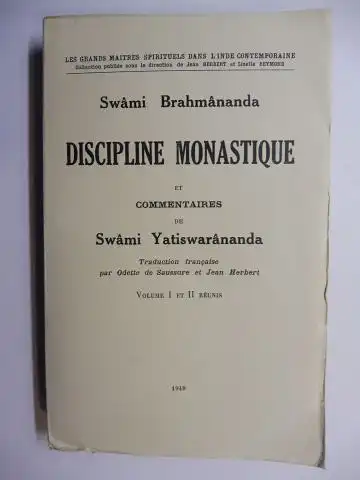 LES GRANDS MAITRES SPIRITUELS DANS L'INDE CONTEMPORAINE
Collection publiée sous la direction de Jean HERBERT et Lizelle REYMOND
Swâmi Brahmânanda
DISCIPLINE MONASTIQUE
ET
COMMENTAIRES
DE
Swâmi Yatiswarânanda
Traduction française
par Odette de Saussure et Jean Herbert
VOLUME I ET II RÉUNIS
1949